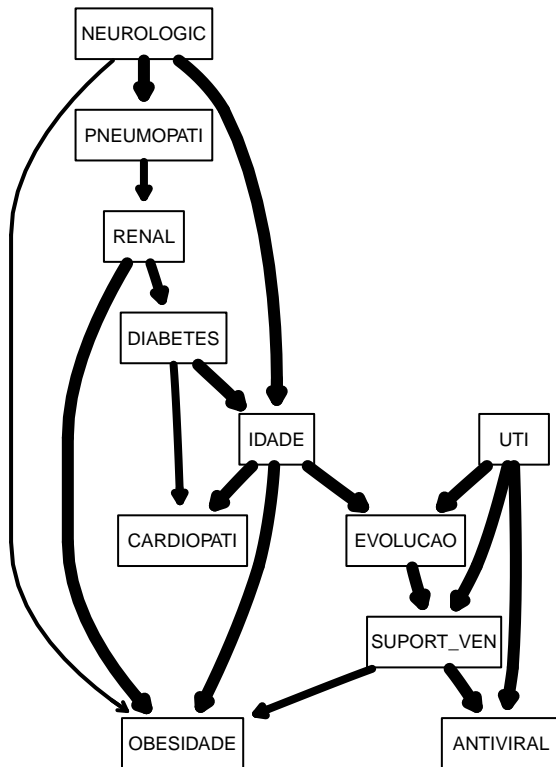 NEUROLOGIC
PNEUMOPATI
RENAL
DIABETES
IDADE
UTI
CARDIOPATI
EVOLUCAO
SUPORT_VEN
OBESIDADE
ANTIVIRAL